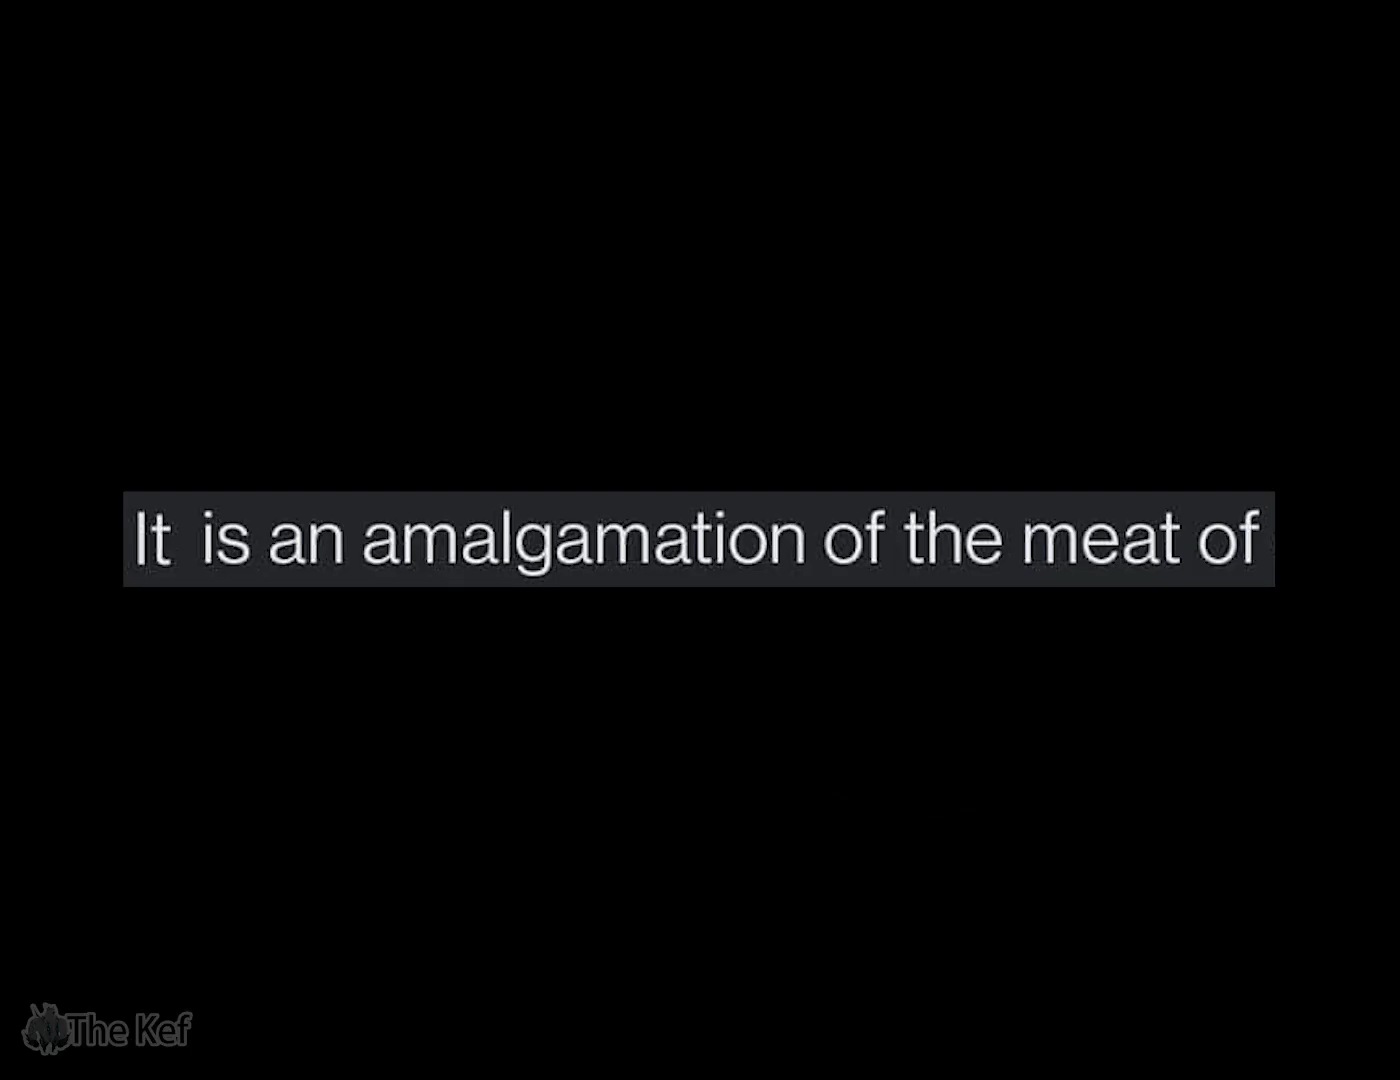 It is an amalgamation of the meat of
The Kef